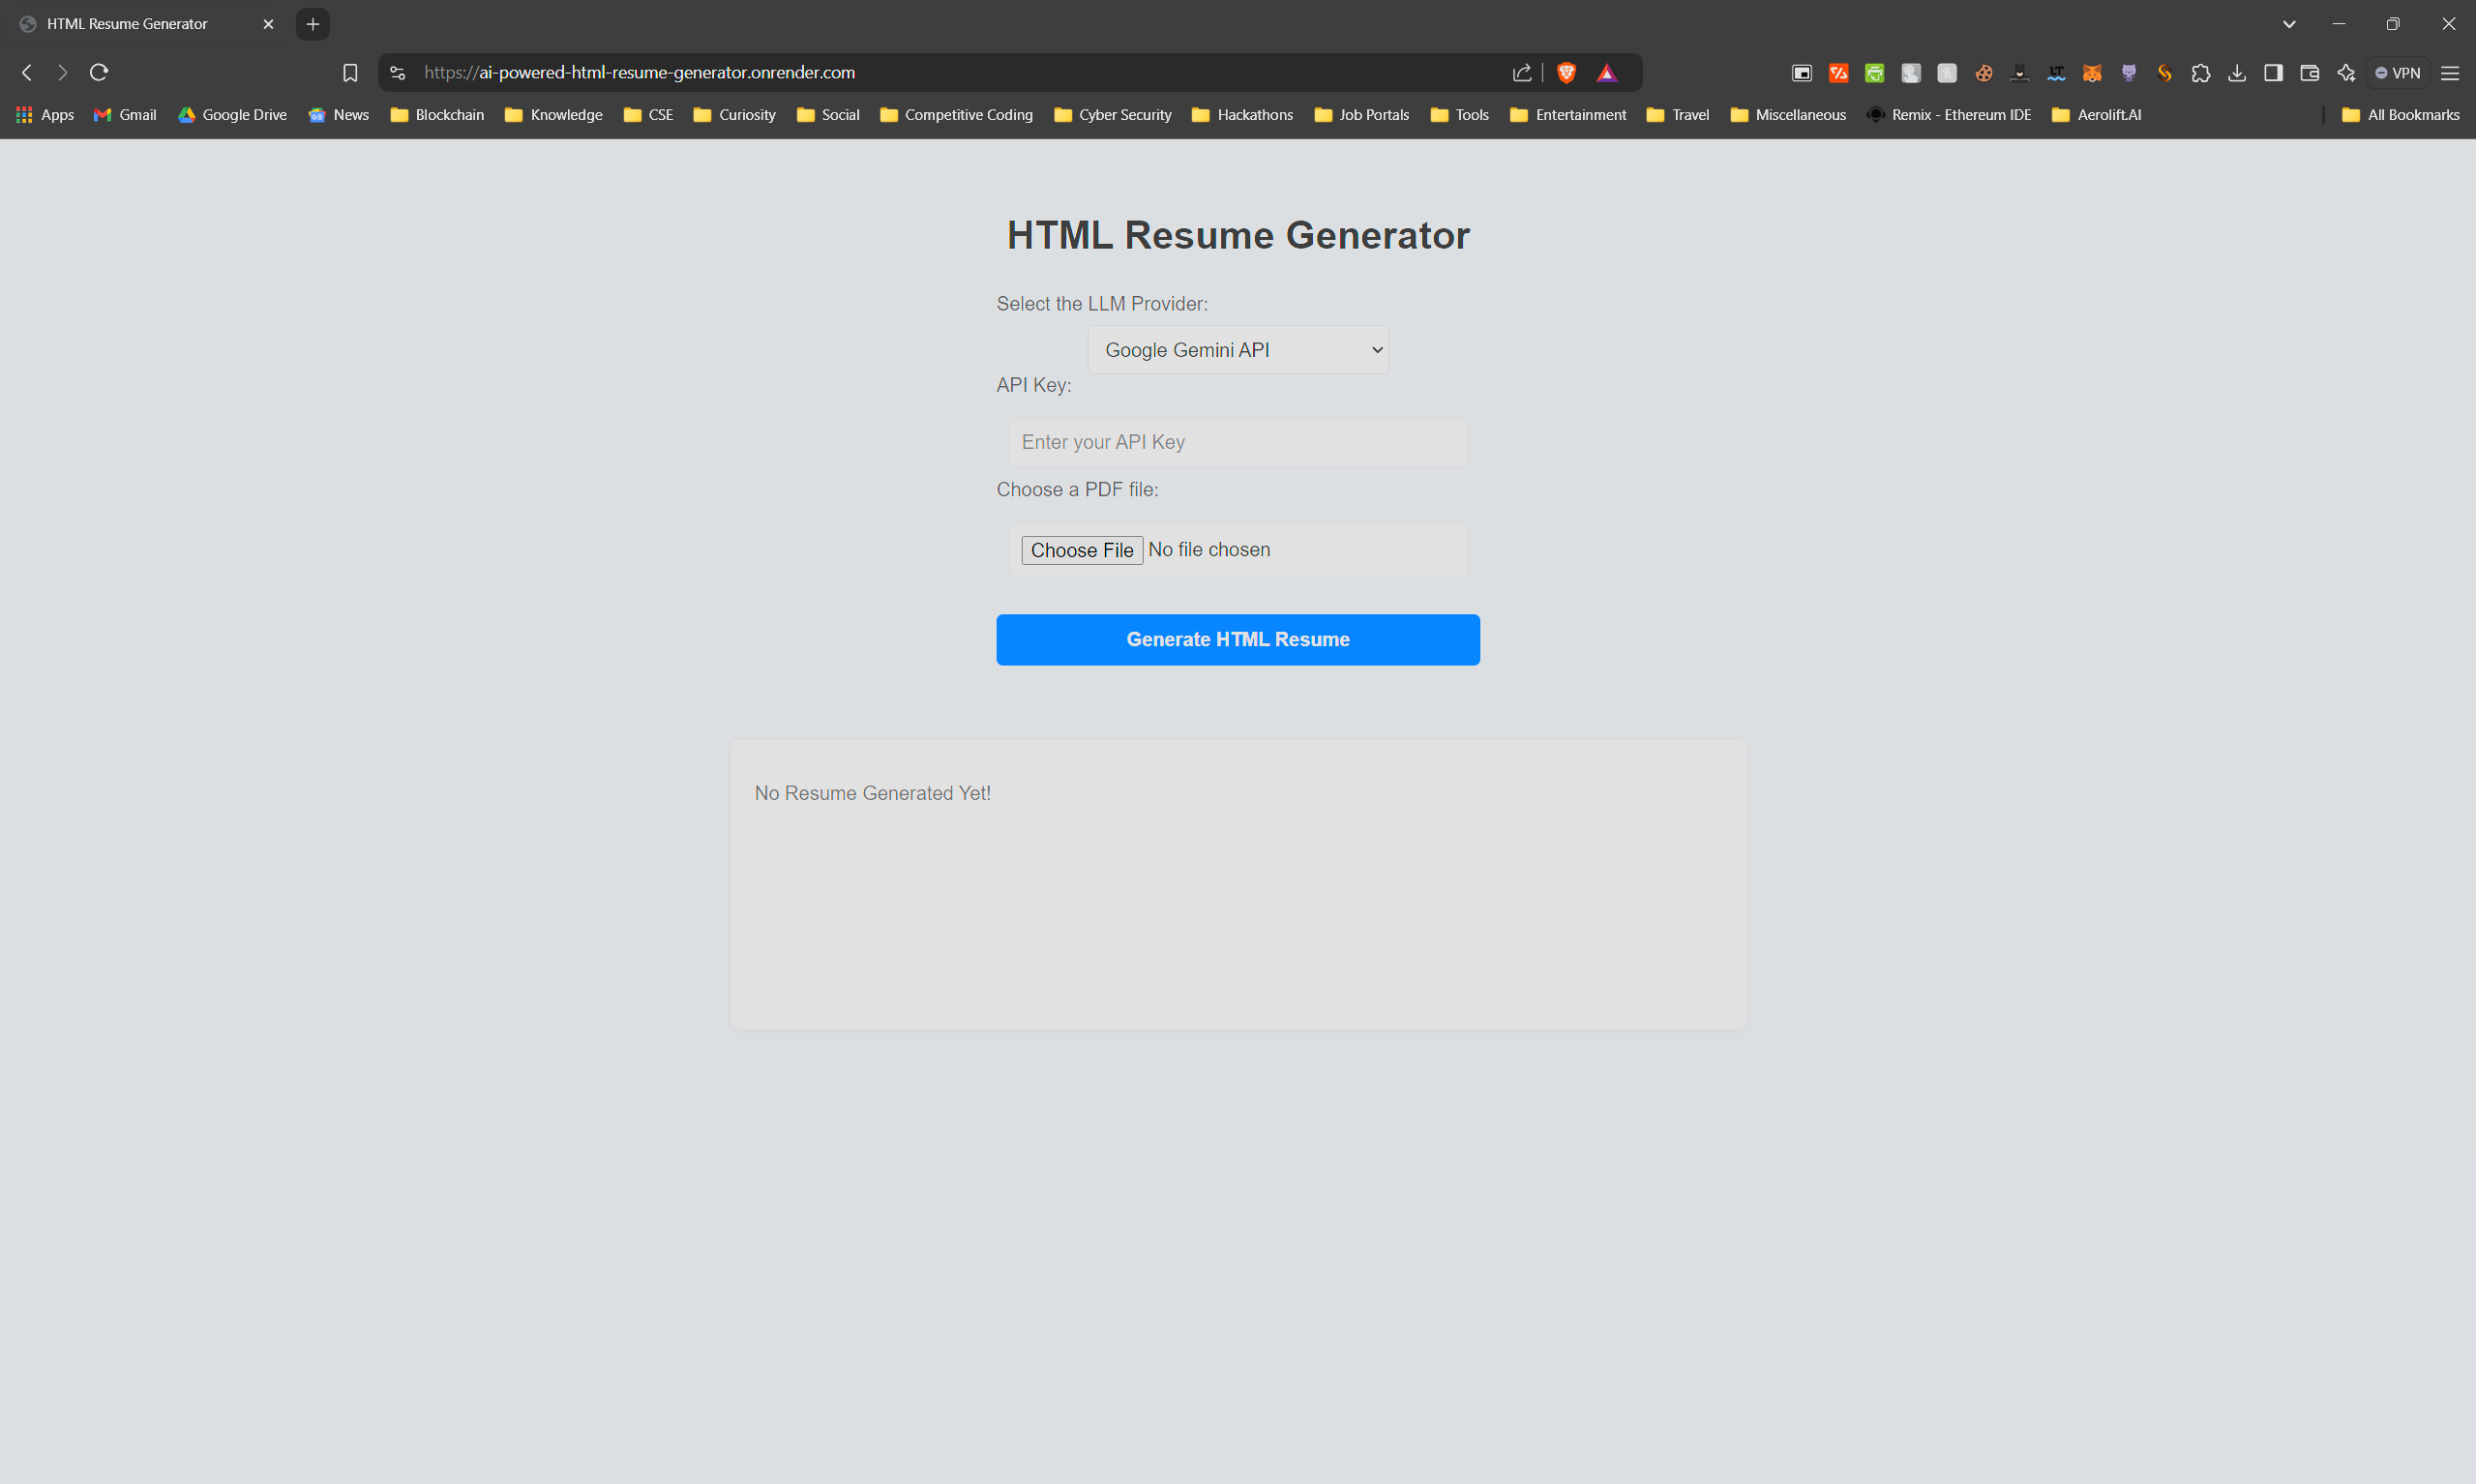 HTML Resume Generator
https://ai-powered-html-resume-generator.onrender.com
VPN
Apps Gmail Google Drive News Blockchain Knowledge CSE Curiosity Social Competitive Coding Cyber Security Hackathons Job Portals Tools Entertainment Travel Miscellaneous Remix - Ethereum IDE Aerolift.AI All Bookmarks
HTML Resume Generator
Select the LLM Provider:
Google Gemini API
API Key:
Enter your API Key
Choose a PDF file:
Choose File No file chosen
Generate HTML Resume
No Resume Generated Yet!